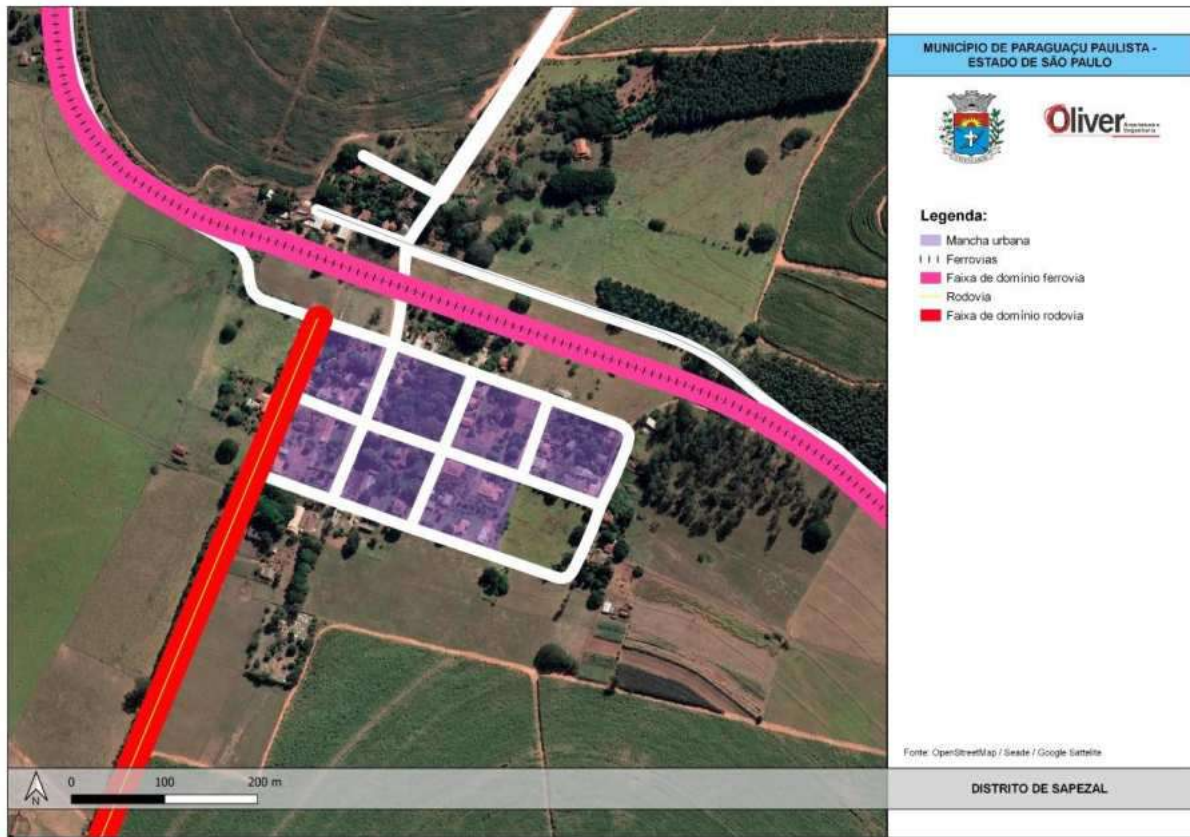 MUNICÍPIO DE PARAGUAÇU PAULISTA -
ESTADO DE SÃO PAULO
Oliver
Legenda:
Mancha urbana
Ferrovias
Faixa de domínio ferrovia
Rodovia
Faixa de domínio rodovia
Fonte: OpenStreetMap / Seade / Google Sattelite
N
0 100 200 m
DISTRITO DE SAPEZAL